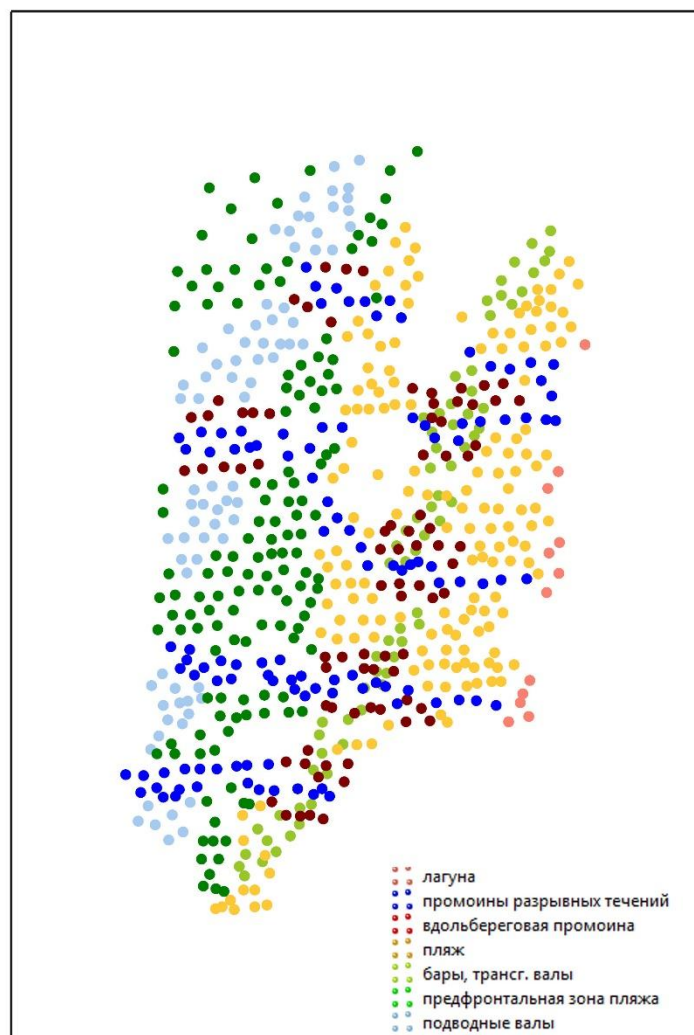 лагуна
промоины разрывных течений
вдольбереговая промоина
пляж
бары, трансг. валы
предфронтальная зона пляжа
подводные валы